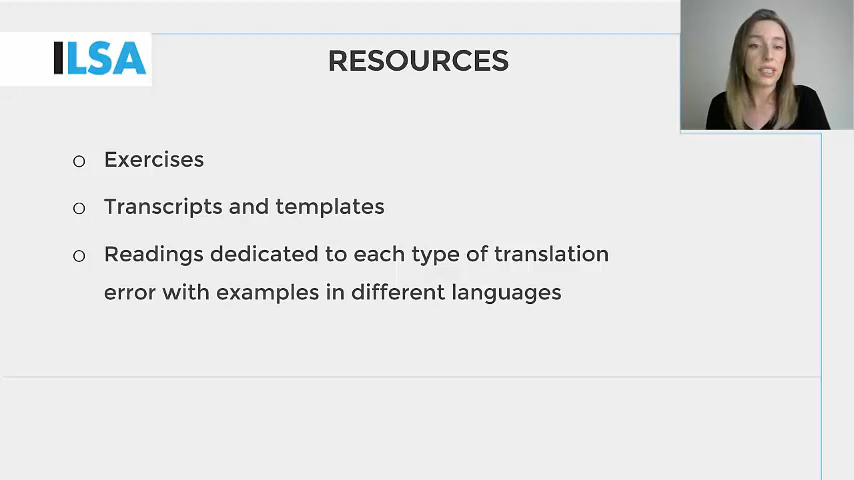 ILSA
RESOURCES
o Exercises
o Transcripts and templates
o Readings dedicated to each type of translation
error with examples in different languages